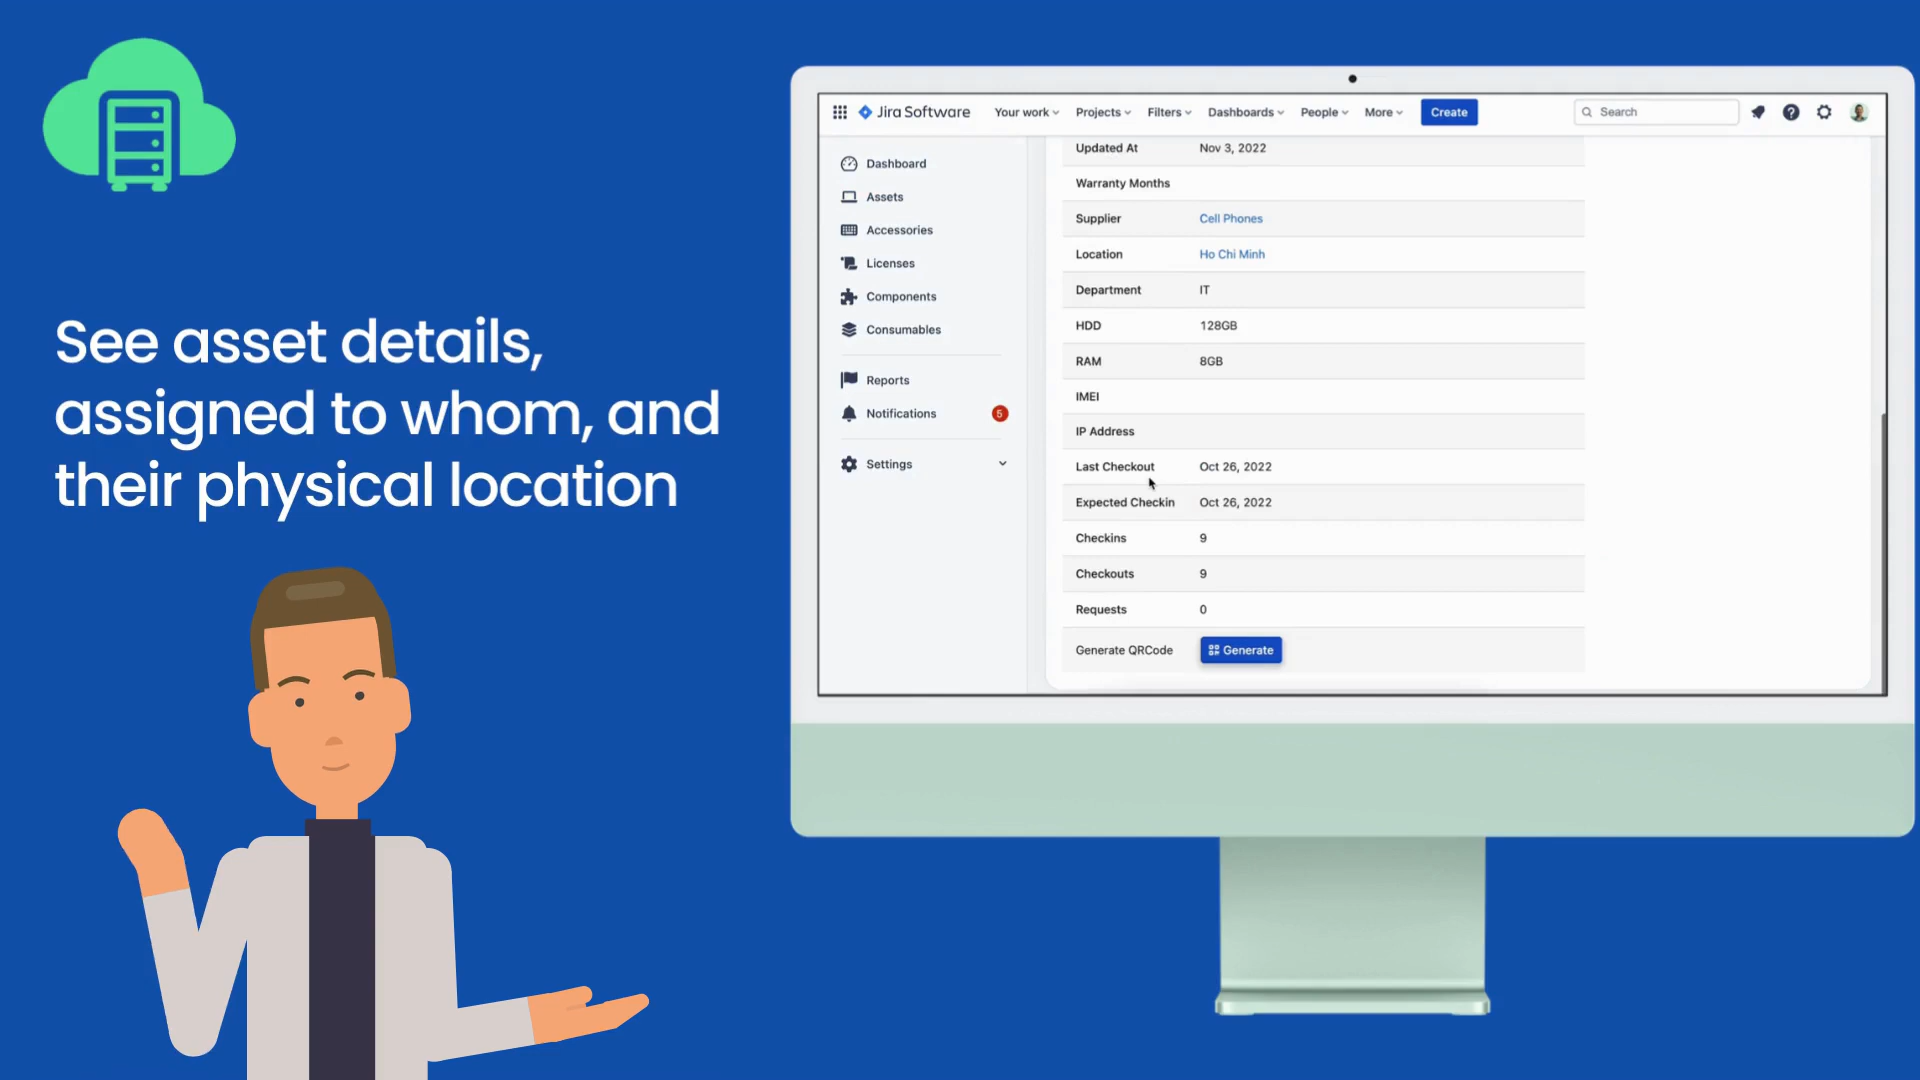 See asset details,
assigned to whom, and
their physical location
Jira Software Your work Projects Filters Dashboards People More Create Search
Dashboard
Assets
Accessories
Licenses
Components
Consumables
Reports
Notifications 5
Settings
Updated At Nov 3, 2022
Warranty Months
Supplier Cell Phones
Location Ho Chi Minh
Department IT
HDD 128GB
RAM 8GB
IMEI
IP Address
Last Checkout Oct 26, 2022
Expected Checkin Oct 26, 2022
Checkins 9
Checkouts 9
Requests 0
Generate QRCode Generate